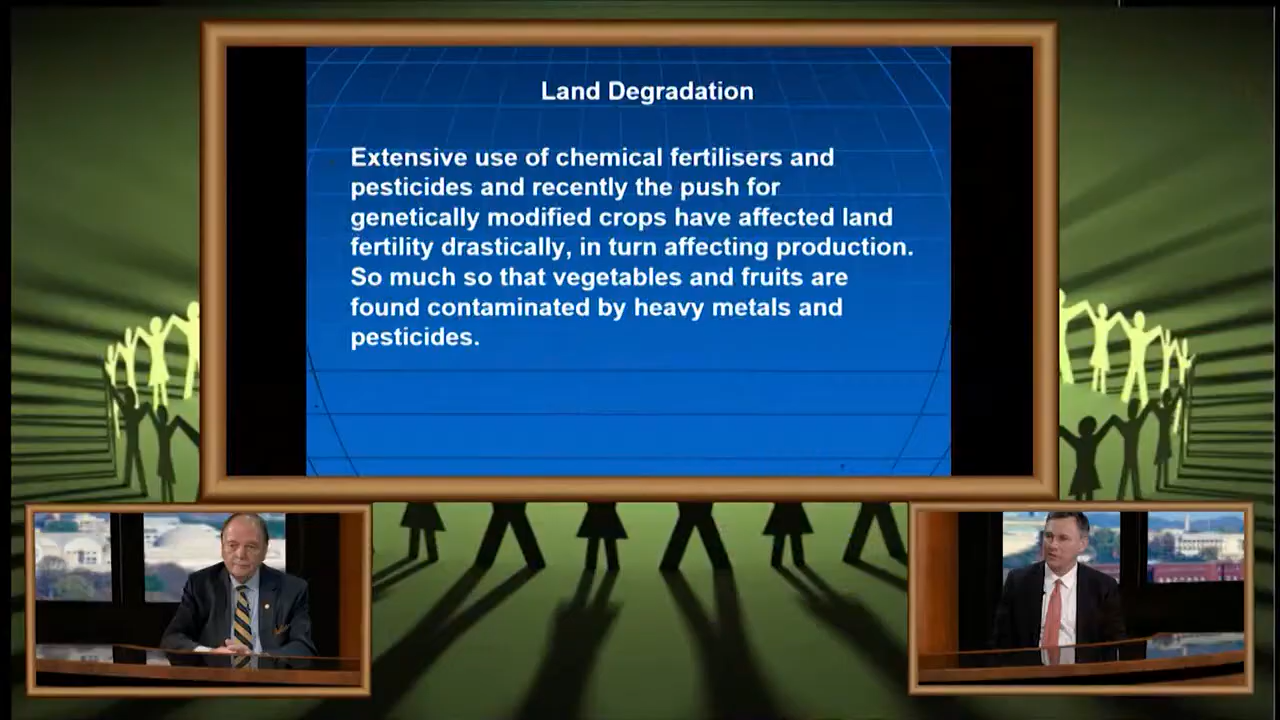 Land Degradation
Extensive use of chemical fertilisers and
pesticides and recently the push for
genetically modified crops have affected land
fertility drastically, in turn affecting production.
So much so that vegetables and fruits are
found contaminated by heavy metals and
pesticides.